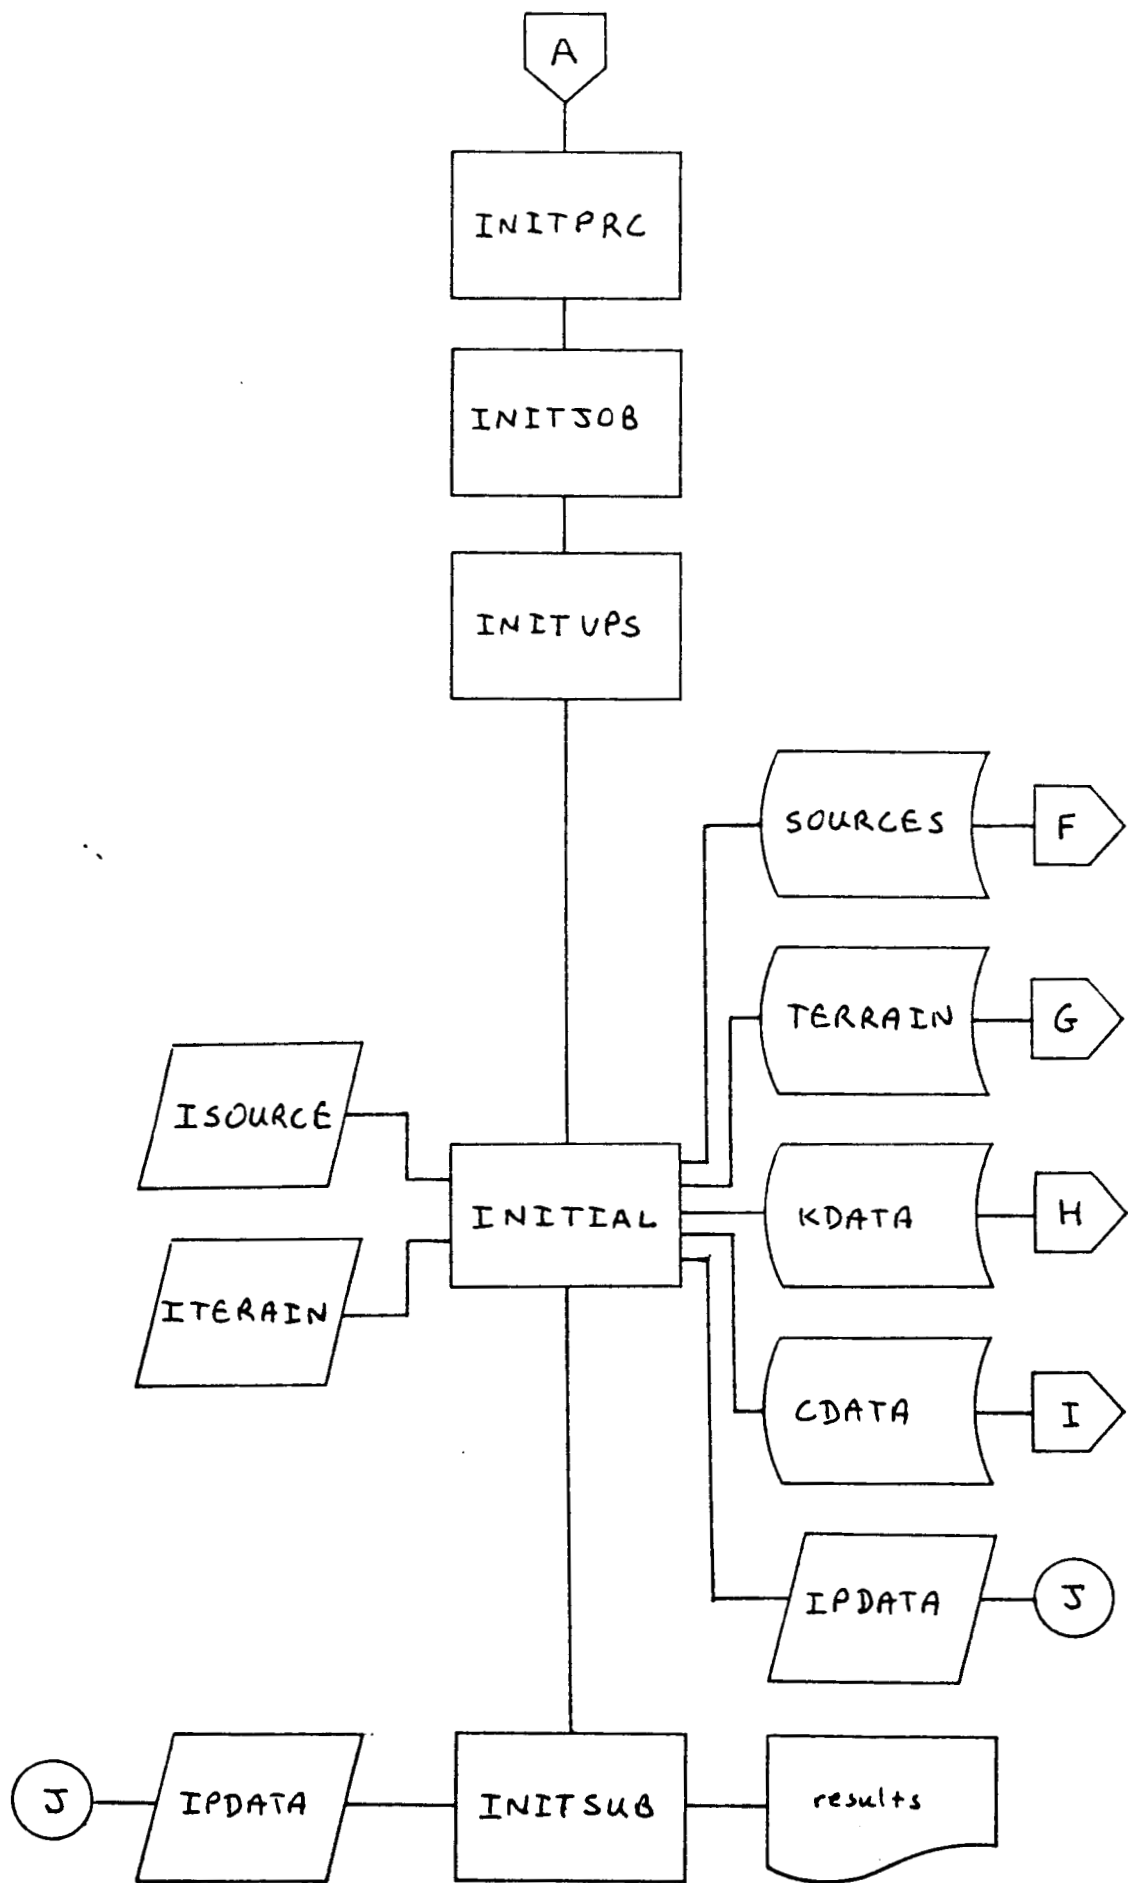 A
INITPRC
INITJOB
INITUPS
SOURCES
F
TERRAIN
G
ISOURCE
INITIAL
KDATA
H
ITERAIN
CDATA
I
IPDATA
J
J
IPDATA
INITSUB
results